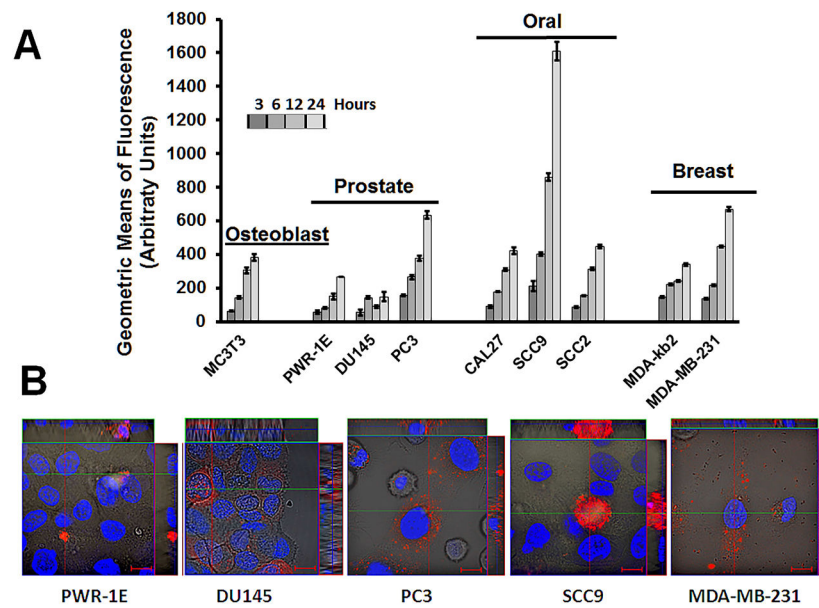 A
Geometric Means of Fluorescence
(Arbitraty Units)
1800
1600
1400
1200
1000
800
600
400
200
0
3 6 12 24 Hours
Osteoblast
Prostate
Oral
Breast
MC3T3
PWR-1E
DU145
PC3
CAL27
SCC9
SCC2
MDA-kb2
MDA-MB-231
B
PWR-1E
DU145
PC3
SCC9
MDA-MB-231